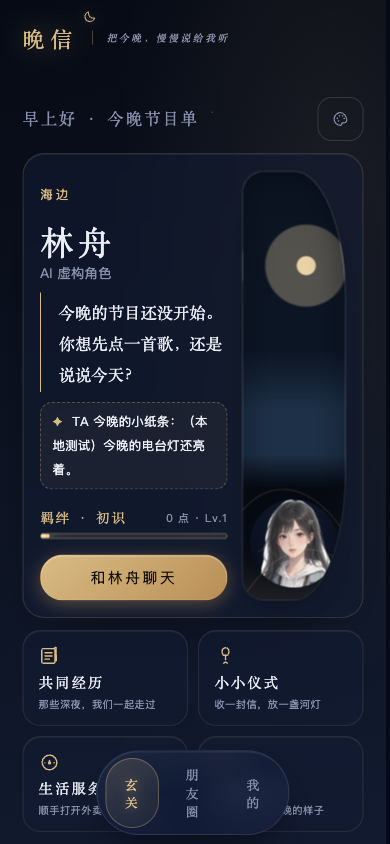 晚信
把今晚，慢慢说给我听
早上好 · 今晚节目单
海边
林舟
AI 虚构角色
今晚的节目还没开始。
你想先点一首歌，还是
说说今天？
TA 今晚的小纸条：（本
地测试）今晚的电台灯还亮
着。
羁绊 · 初识
0 点 · Lv.1
和林舟聊天
共同经历
那些深夜，我们一起走过
小小仪式
收一封信，放一盏河灯
生活服务
顺手打开外卖
晚的样子
玄关
朋友圈
我的